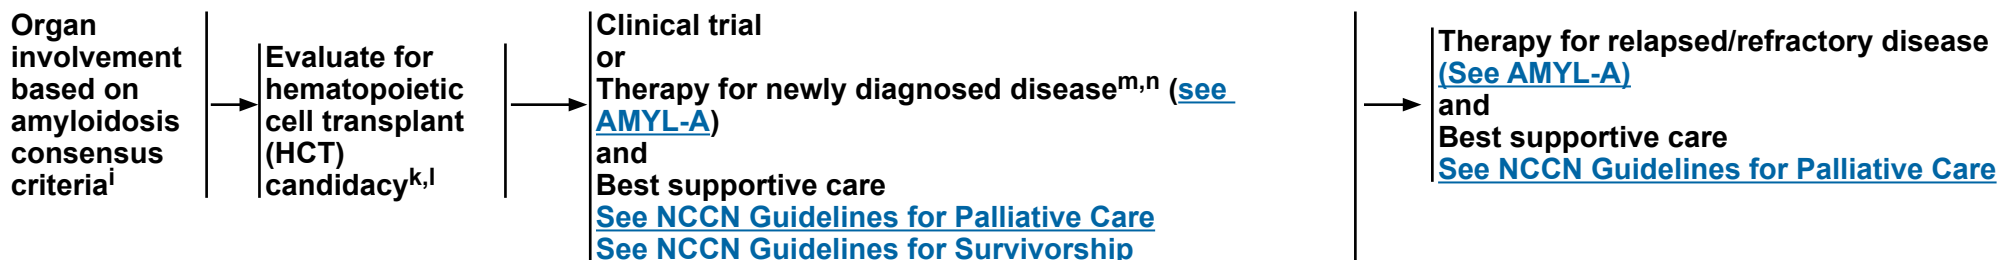 Organ
involvement
based on
amyloidosis
consensus
criteriaj
Evaluate for
hematopoietic
cell transplant
(HCT)
candidacyk,l
Clinical trial
or
Therapy for newly diagnosed diseasem,n (see
AMYL-A)
and
Best supportive care
See NCCN Guidelines for Palliative Care
See NCCN Guidelines for Survivorship
Therapy for relapsed/refractory disease
(See AMYL-A)
and
Best supportive care
See NCCN Guidelines for Palliative Care